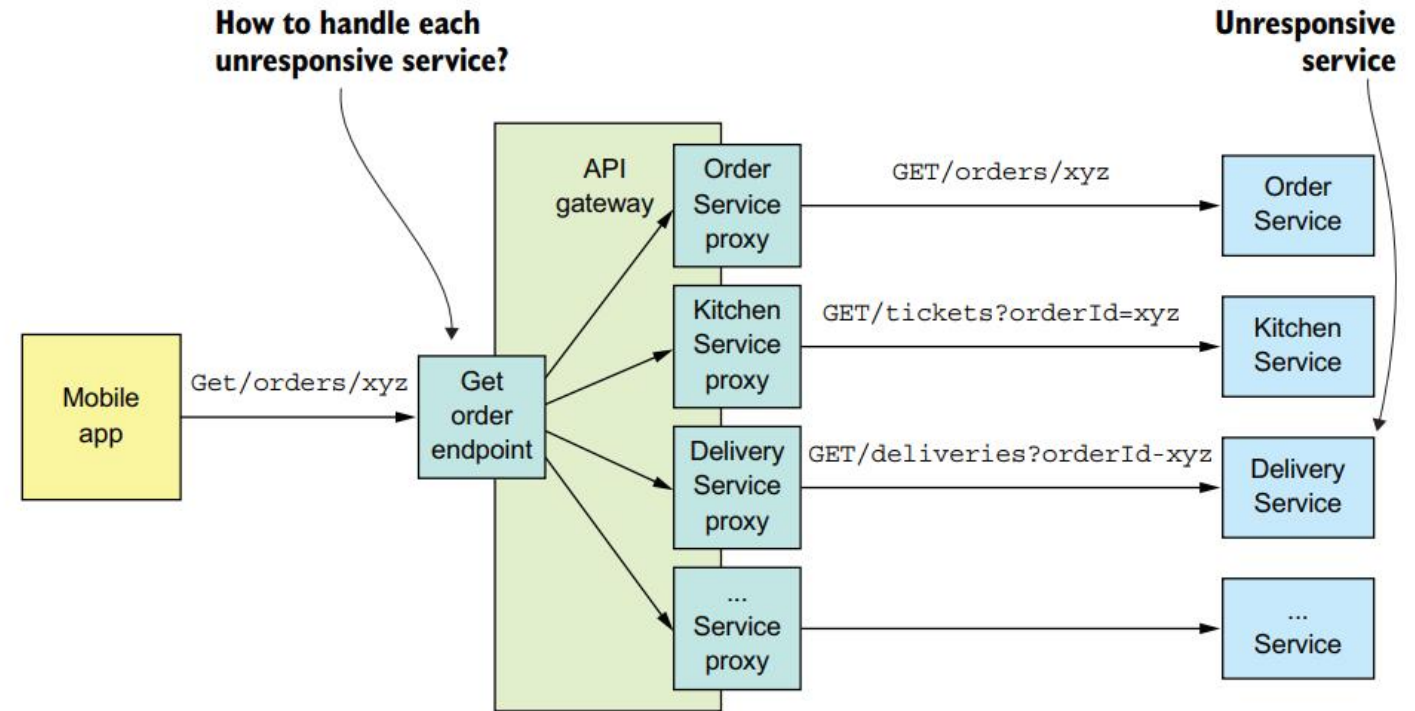 How to handle each
unresponsive service?
Unresponsive
service
API
gateway
Order
Service
proxy
GET/orders/xyz
Order
Service
Kitchen
Service
proxy
GET/tickets?orderId=xyz
Kitchen
Service
Mobile
app
Get/orders/xyz
Get
order
endpoint
Delivery
Service
proxy
GET/deliveries?orderId-xyz
Delivery
Service
...
Service
proxy
...
Service